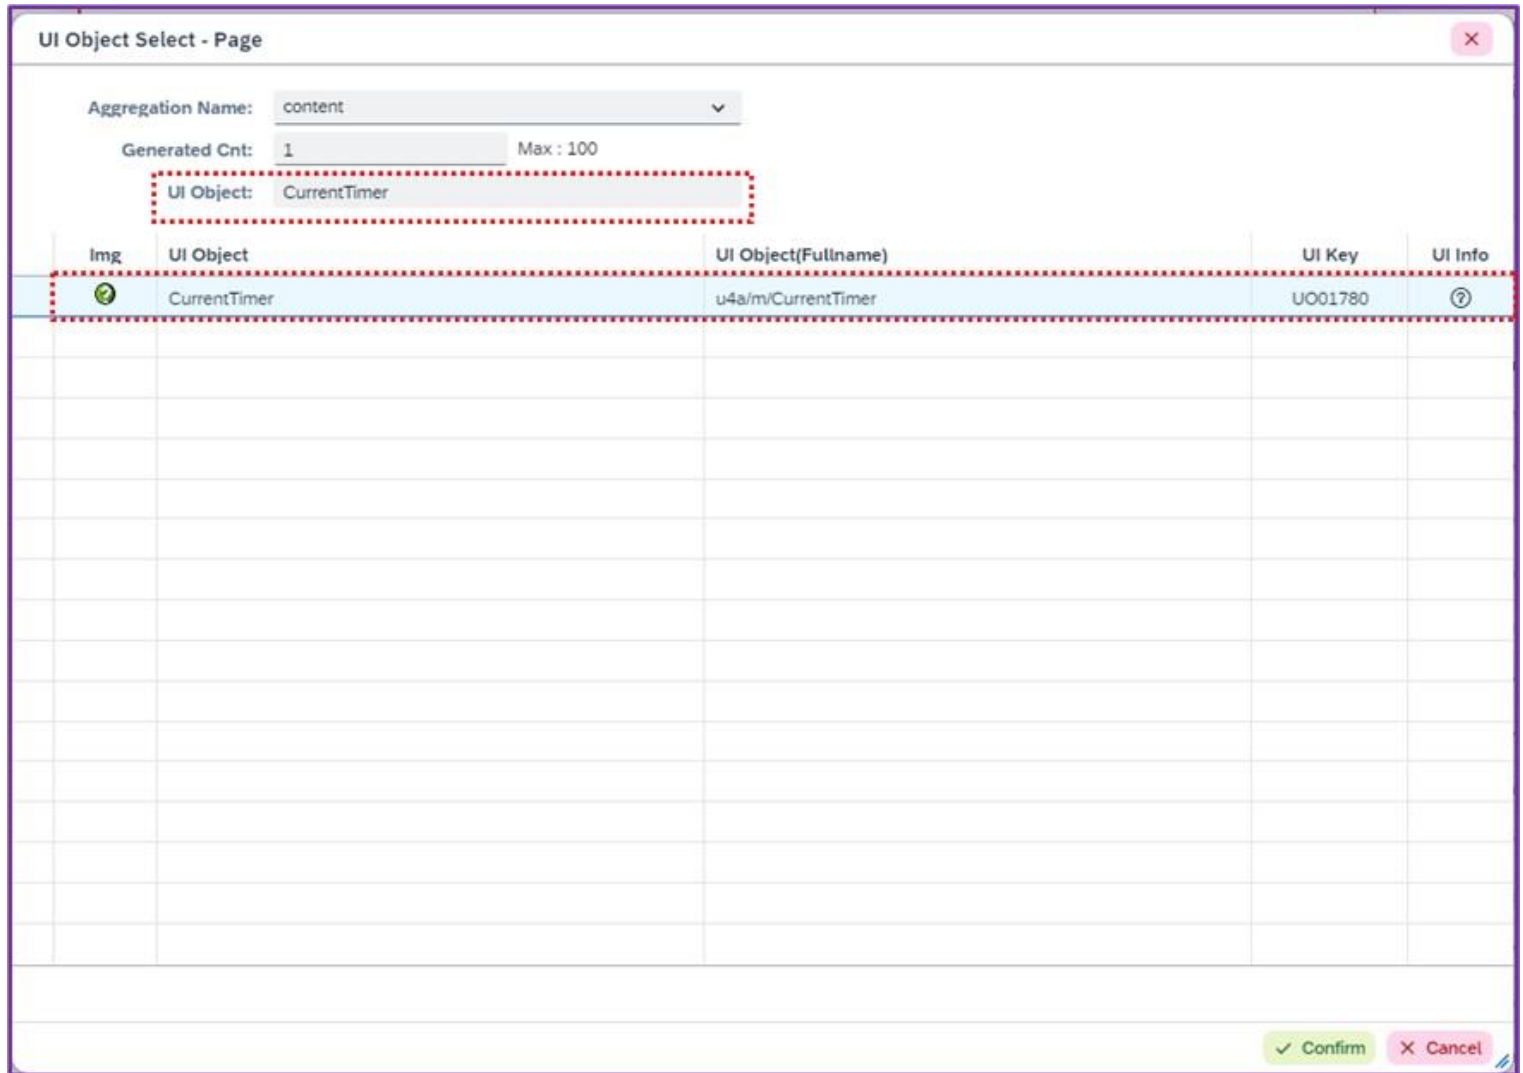 UI Object Select - Page
Aggregation Name: content
Generated Cnt: 1 Max : 100
UI Object: CurrentTimer
Img UI Object UI Object(Fullname) UI Key UI Info
CurrentTimer u4a/m/CurrentTimer UO01780
Confirm Cancel